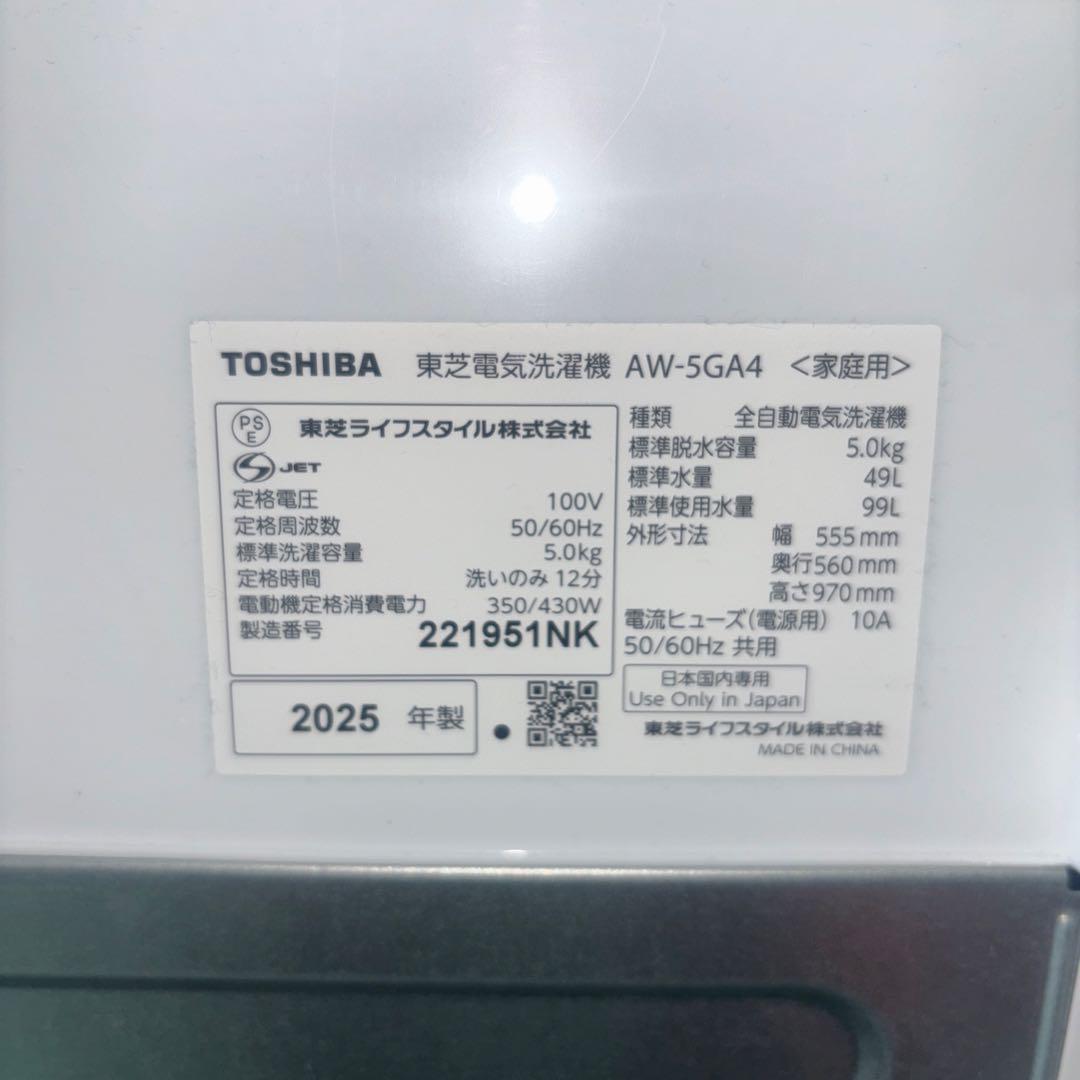 TOSHIBA 東芝電気洗濯機 AW-5GA4 <家庭用>
PS
E
東芝ライフスタイル株式会社
S JET
定格電圧 100V
定格周波数 50/60Hz
標準洗濯容量 5.0kg
定格時間 洗いのみ 12分
電動機定格消費電力 350/430W
製造番号 221951NK
2025 年製
種類 全自動電気洗濯機
標準脱水容量 5.0kg
標準水量 49L
標準使用水量 99L
外形寸法 幅 555mm
奥行560mm
高さ970mm
電流ヒューズ(電源用) 10A
50/60Hz 共用
日本国内専用
Use Only in Japan
東芝ライフスタイル株式会社
MADE IN CHINA